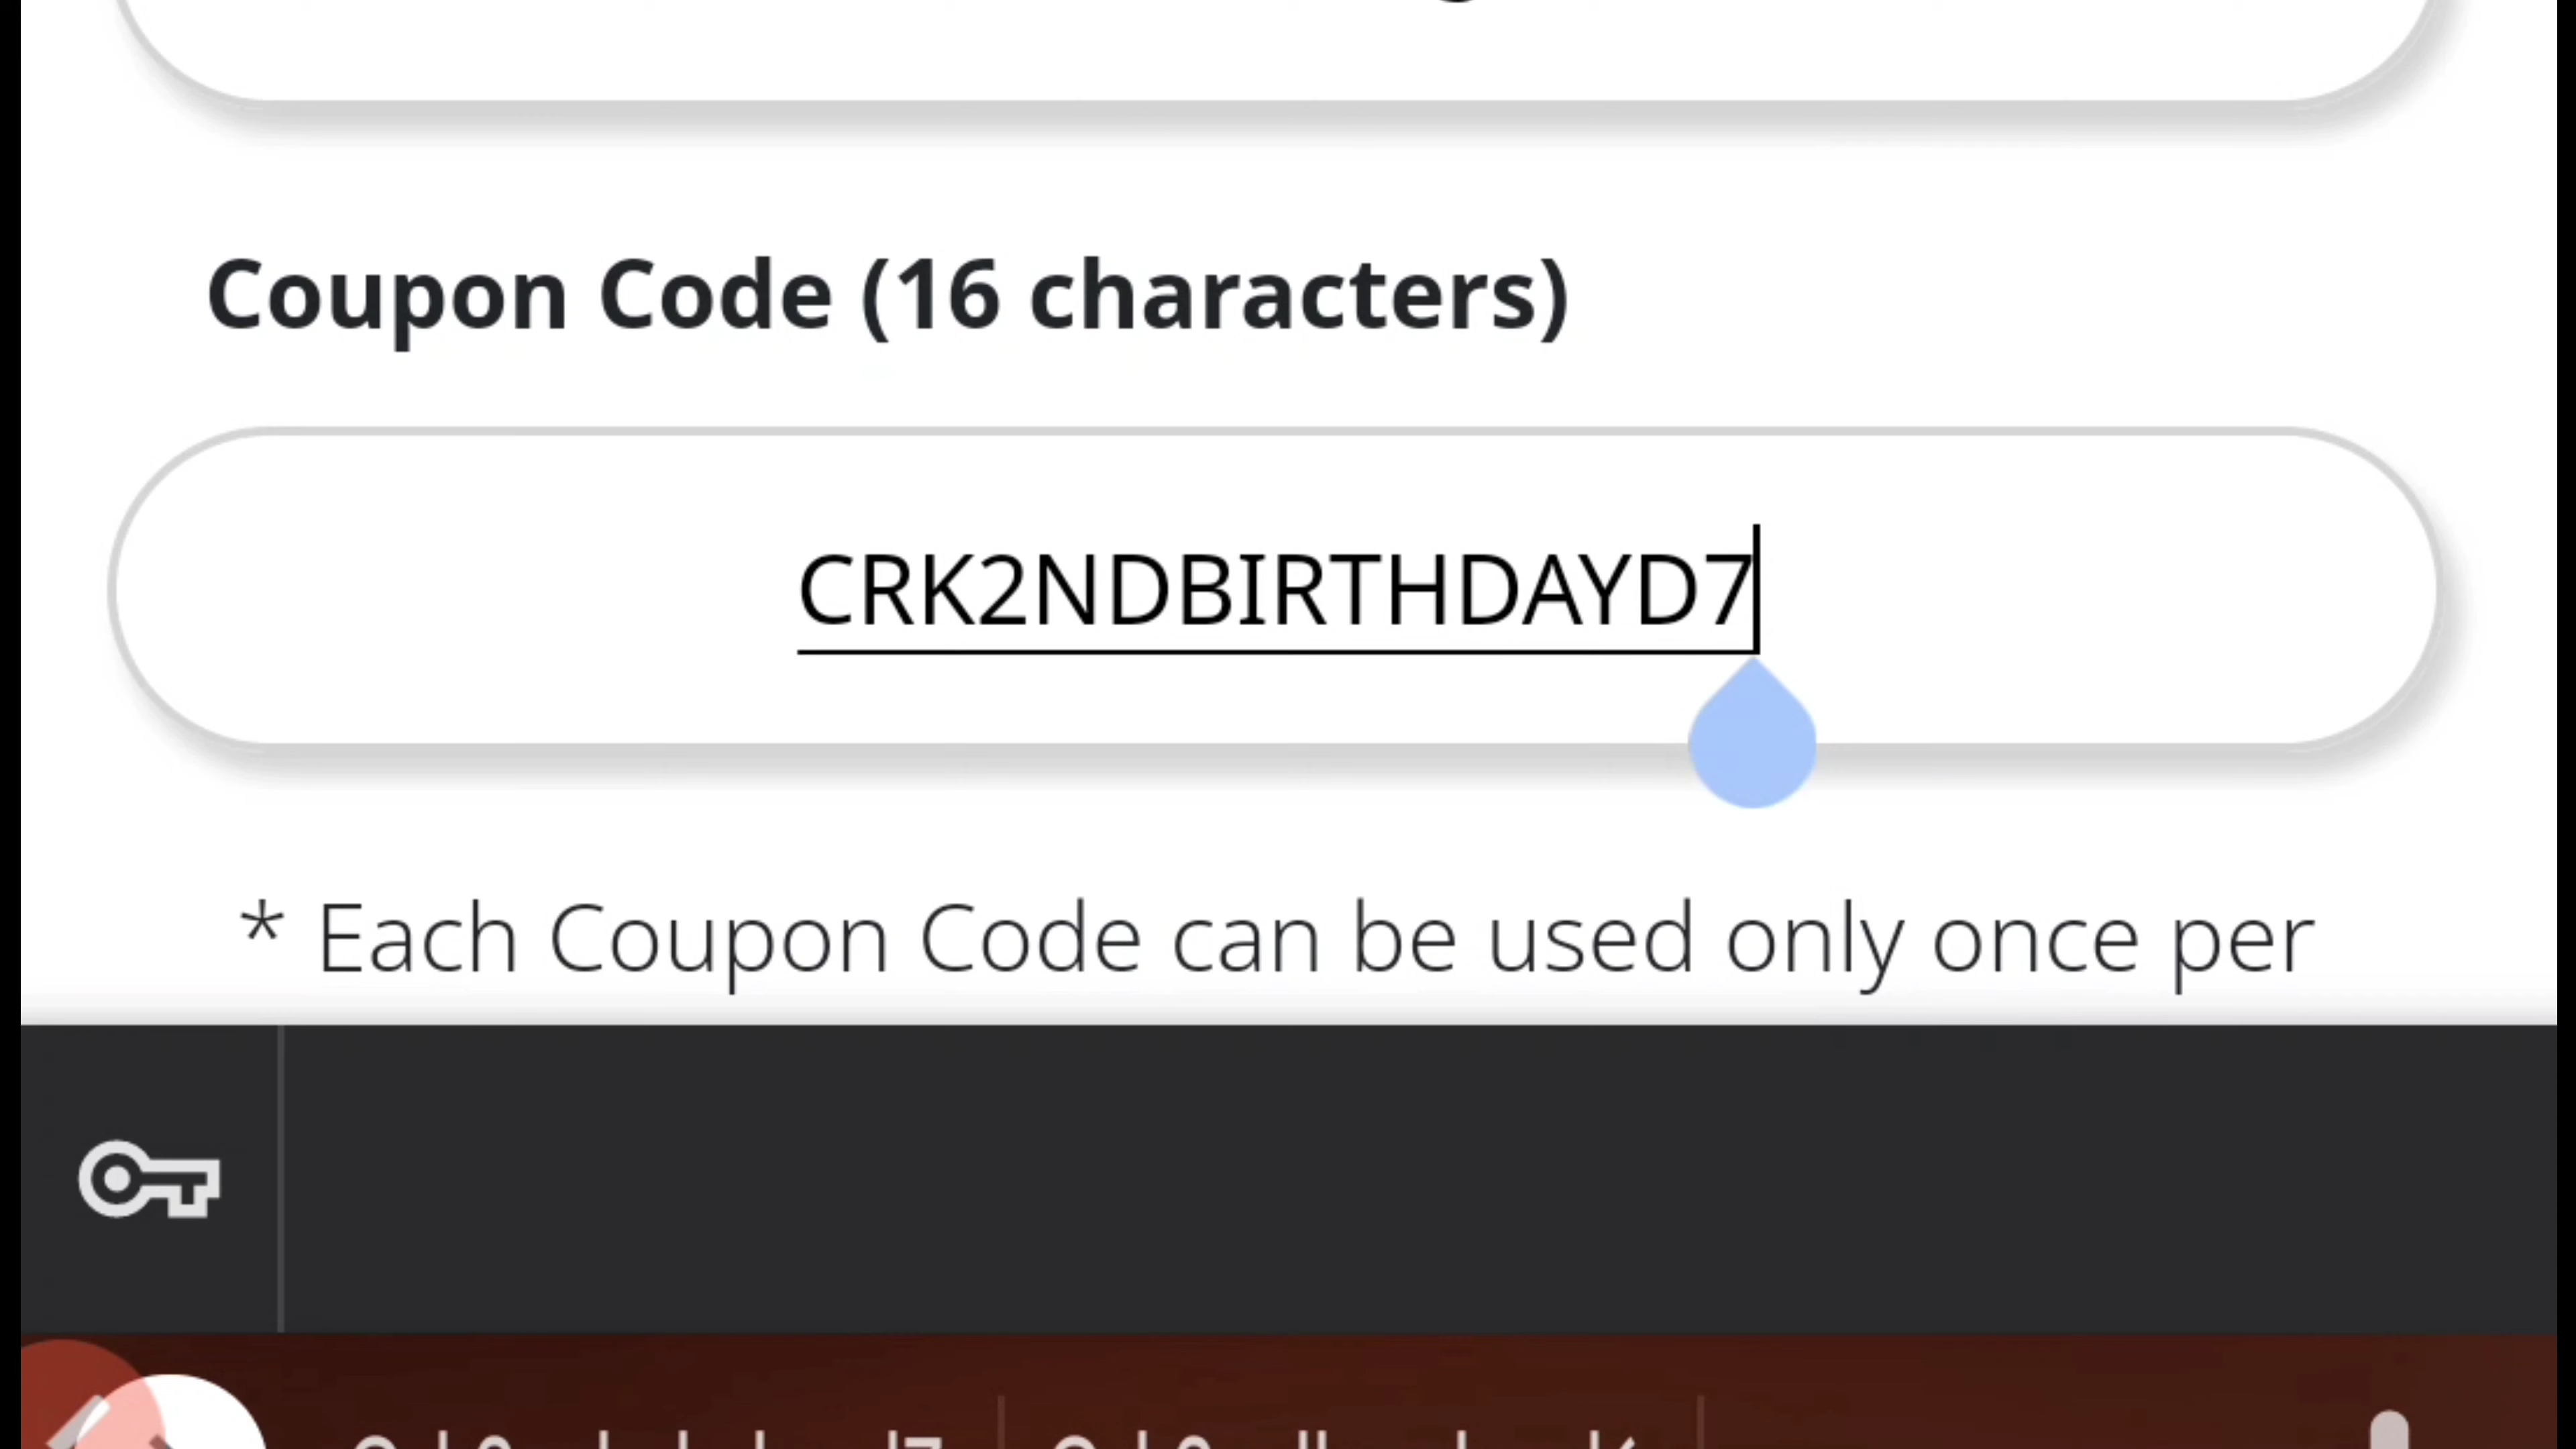 Coupon Code (16 characters)
CRK2NDBIRTHDAYD7
* Each Coupon Code can be used only once per